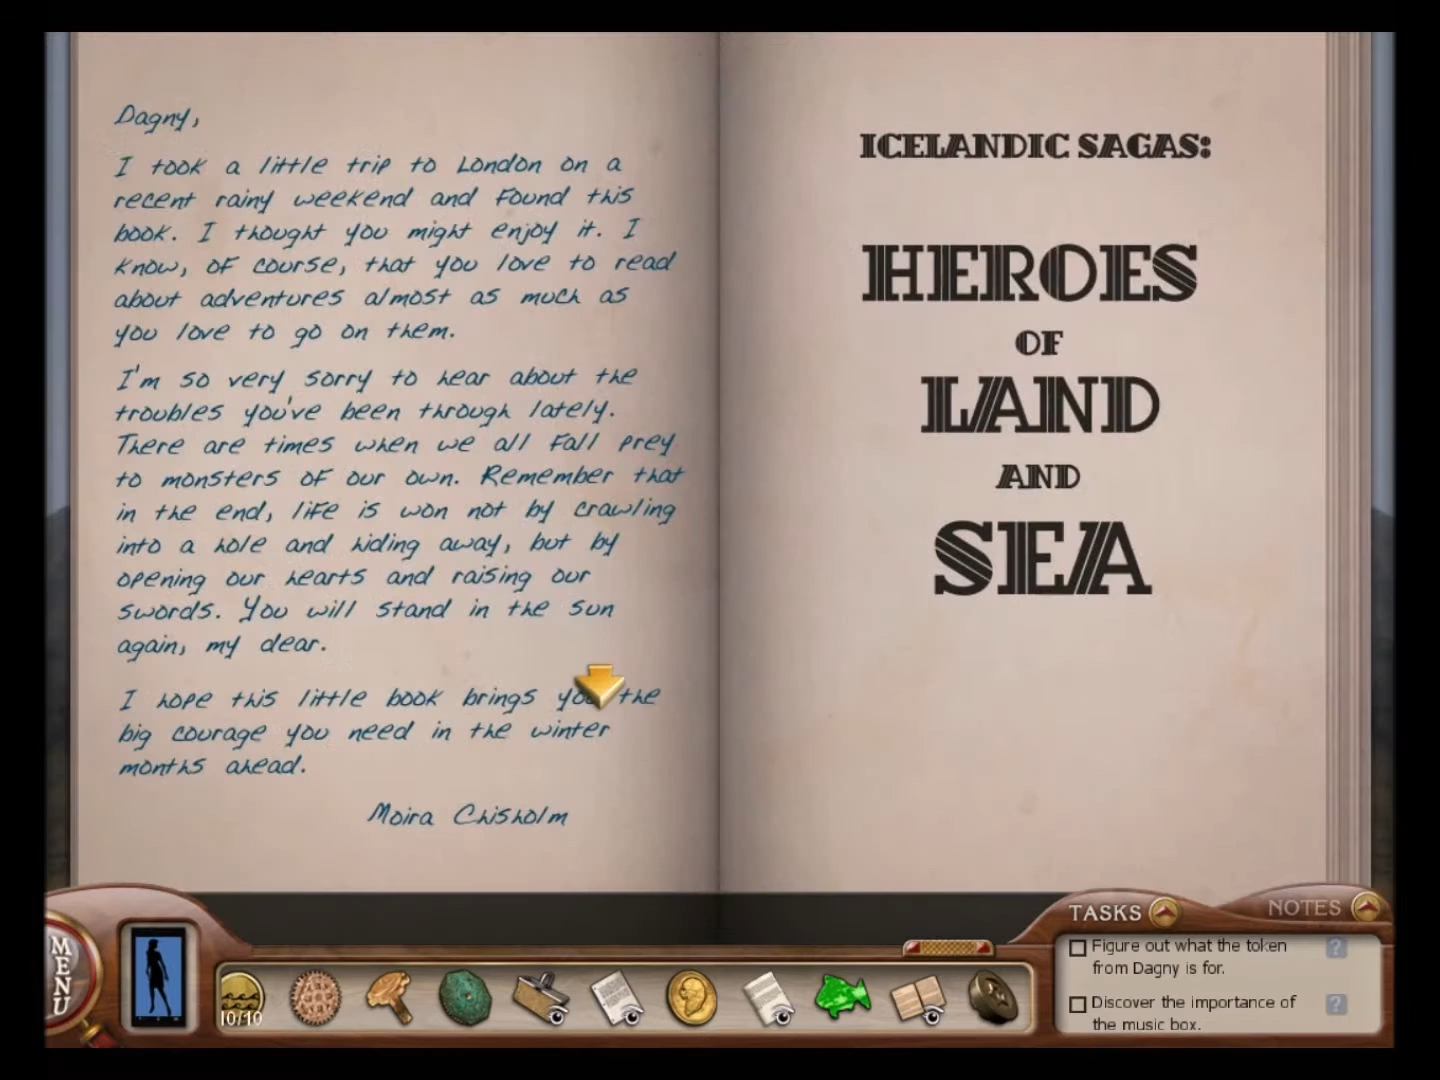 Dagny,
I took a little trip to London on a
recent rainy weekend and found this
book. I thought you might enjoy it. I
know, of course, that you love to read
about adventures almost as much as
you love to go on them.
I'm so very sorry to hear about the
troubles you've been through lately.
There are times when we all fall prey
to monsters of our own. Remember that
in the end, life is won not by crawling
into a hole and hiding away, but by
opening our hearts and raising our
swords. You will stand in the sun
again, my dear.
I hope this little book brings you the
big courage you need in the winter
months ahead.
Moira Chisholm
ICELANDIC SAGAS:
HEROES
OF
LAND
AND
SEA
MENU
10/10
TASKS
NOTES
Figure out what the token
from Dagny is for.
?
Discover the importance of
the music box.
?